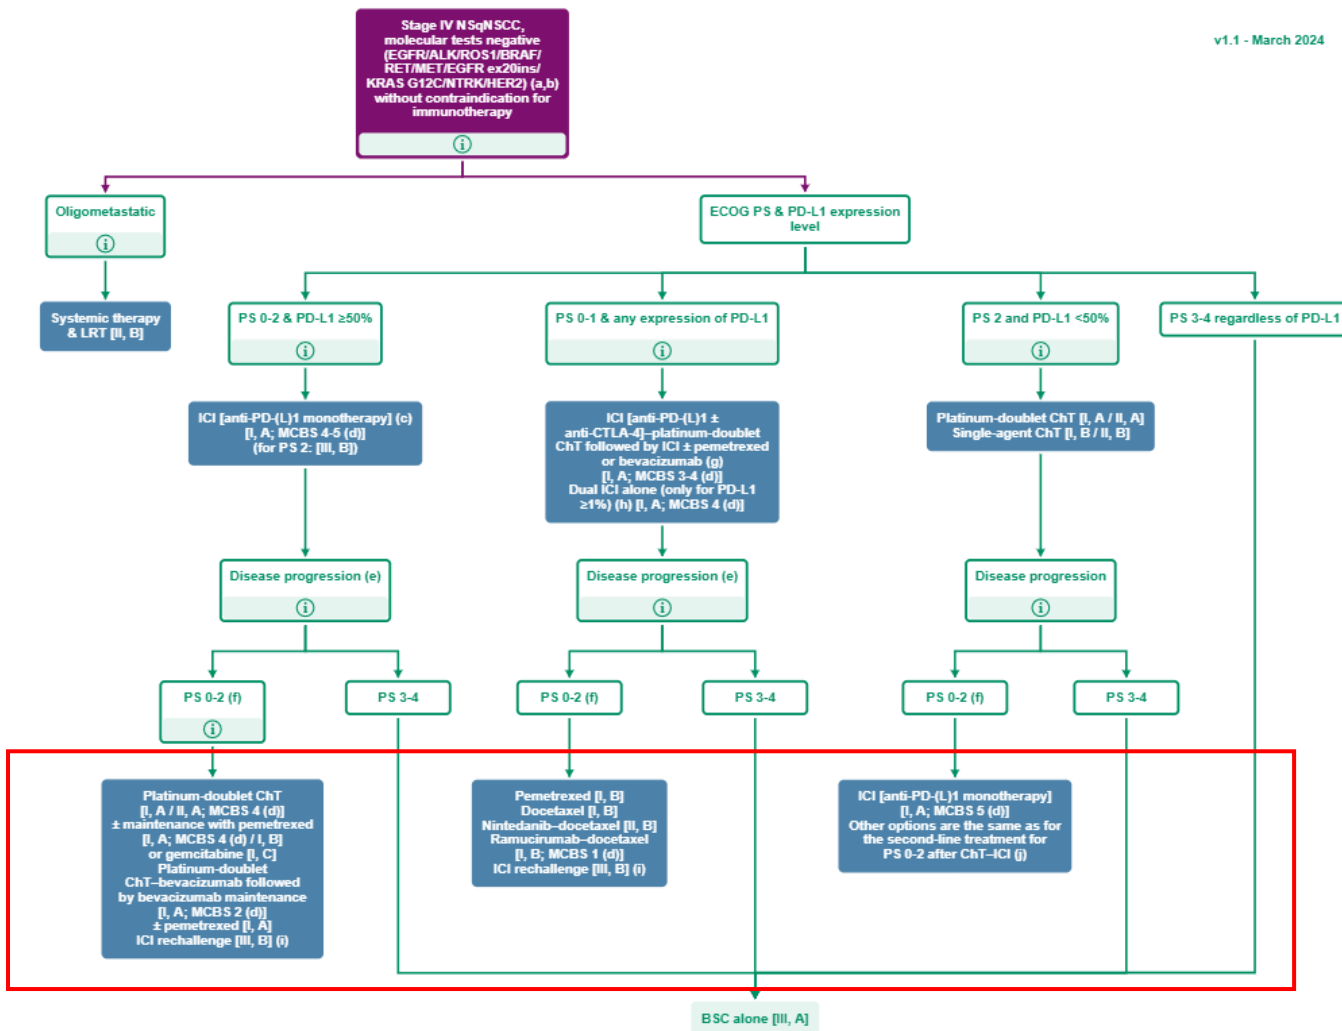 Stage IV NSqNSCC,
molecular tests negative
(EGFR/ALK/ROS1/BRAF/
RET/MET/EGFR ex20ins/
KRAS G12C/NTRK/HER2) (a,b)
without contraindication for
immunotherapy
v1.1 - March 2024
Oligometastatic
ECOG PS & PD-L1 expression
level
Systemic therapy
& LRT [II, B]
PS 0-2 & PD-L1 ≥50%
PS 0-1 & any expression of PD-L1
PS 2 and PD-L1 <50%
PS 3-4 regardless of PD-L1
ICI [anti-PD-(L)1 monotherapy] (c)
[I, A; MCBS 4-5 (d)]
(for PS 2: [III, B])
ICI [anti-PD-(L)1 ±
anti-CTLA-4]–platinum-doublet
ChT followed by ICI ± pemetrexed
or bevacizumab (g)
[I, A; MCBS 3-4 (d)]
Dual ICI alone (only for PD-L1
≥1%) (h) [I, A; MCBS 4 (d)]
Platinum-doublet ChT [I, A / II, A]
Single-agent ChT [I, B / II, B]
Disease progression (e)
Disease progression (e)
Disease progression
PS 0-2 (f)
PS 3-4
PS 0-2 (f)
PS 3-4
PS 0-2 (f)
PS 3-4
Platinum-doublet ChT
[I, A / II, A; MCBS 4 (d)]
± maintenance with pemetrexed
[I, A; MCBS 4 (d) / I, B]
or gemcitabine [I, C]
Platinum-doublet
ChT–bevacizumab followed
by bevacizumab maintenance
[I, A; MCBS 2 (d)]
± pemetrexed [I, A]
ICI rechallenge [III, B] (i)
Pemetrexed [I, B]
Docetaxel [I, B]
Nintedanib–docetaxel [II, B]
Ramucirumab–docetaxel
[I, B; MCBS 1 (d)]
ICI rechallenge [III, B] (i)
ICI [anti-PD-(L)1 monotherapy]
[I, A; MCBS 5 (d)]
Other options are the same as for
the second-line treatment for
PS 0-2 after ChT–ICI (j)
BSC alone [III, A]